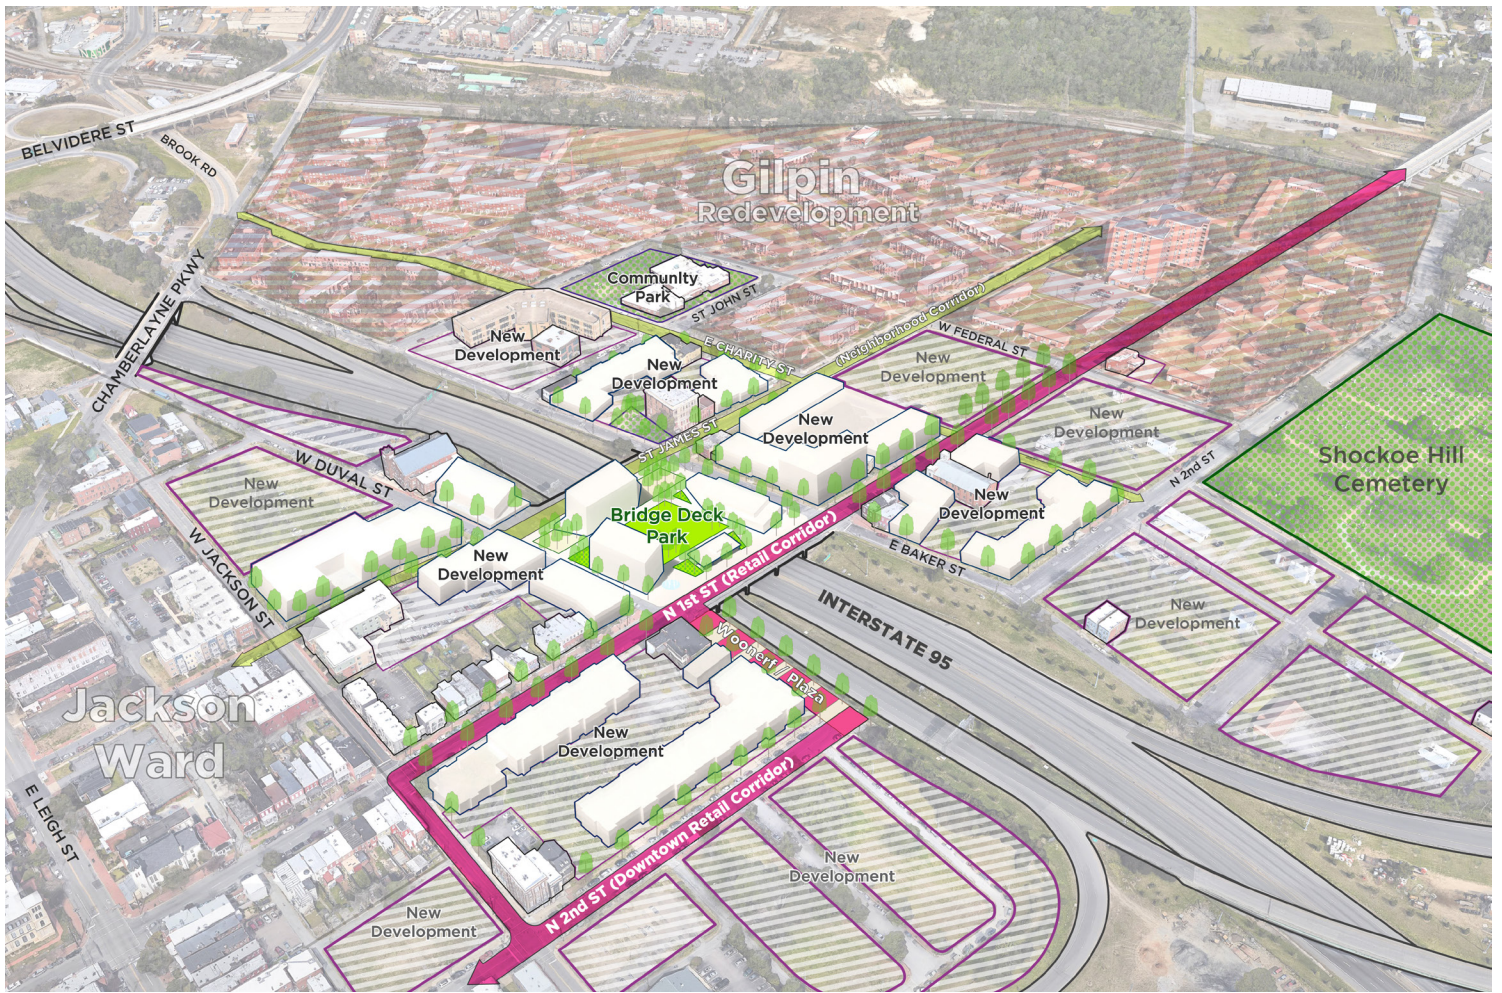 BELVIDERE ST
BROOK RD
Gilpin
Redevelopment
CHAMBERLAYNE PKWY
Community
Park
ST JOHN ST
(Neighborhood Corridor)
W FEDERAL ST
E CHARITY ST
New
Development
New
Development
New
Development
New
Development
New
Development
ST JAMES ST
N 2nd ST
Shockoe Hill
Cemetery
W DUVAL ST
New
Development
New
Development
Bridge Deck
Park
E BAKER ST
N 1st ST (Retail Corridor)
W JACKSON ST
New
Development
INTERSTATE 95
New
Development
Woonerf / Plaza
Jackson
Ward
New
Development
N 2nd ST (Downtown Retail Corridor)
E LEIGH ST
New
Development
New
Development